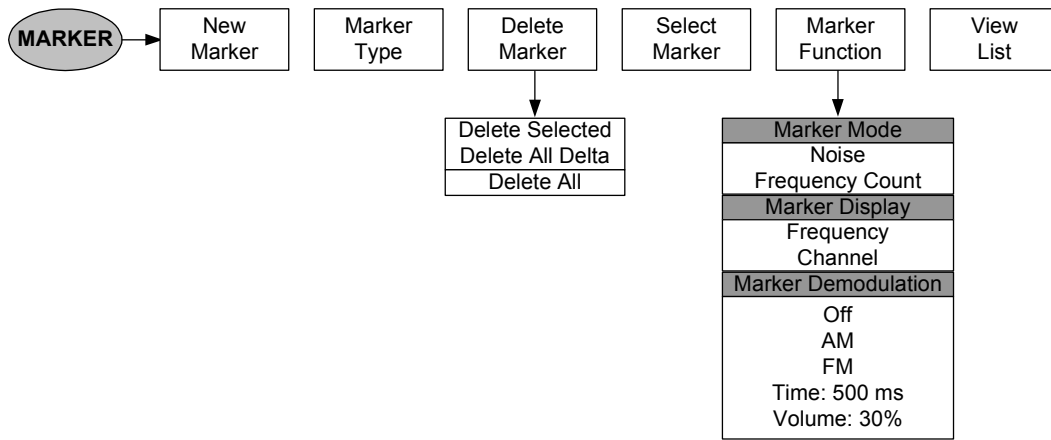 MARKER
New
Marker
Marker
Type
Delete
Marker
Select
Marker
Marker
Function
View
List
Delete Selected
Delete All Delta
Delete All
Marker Mode
Noise
Frequency Count
Marker Display
Frequency
Channel
Marker Demodulation
Off
AM
FM
Time: 500 ms
Volume: 30%